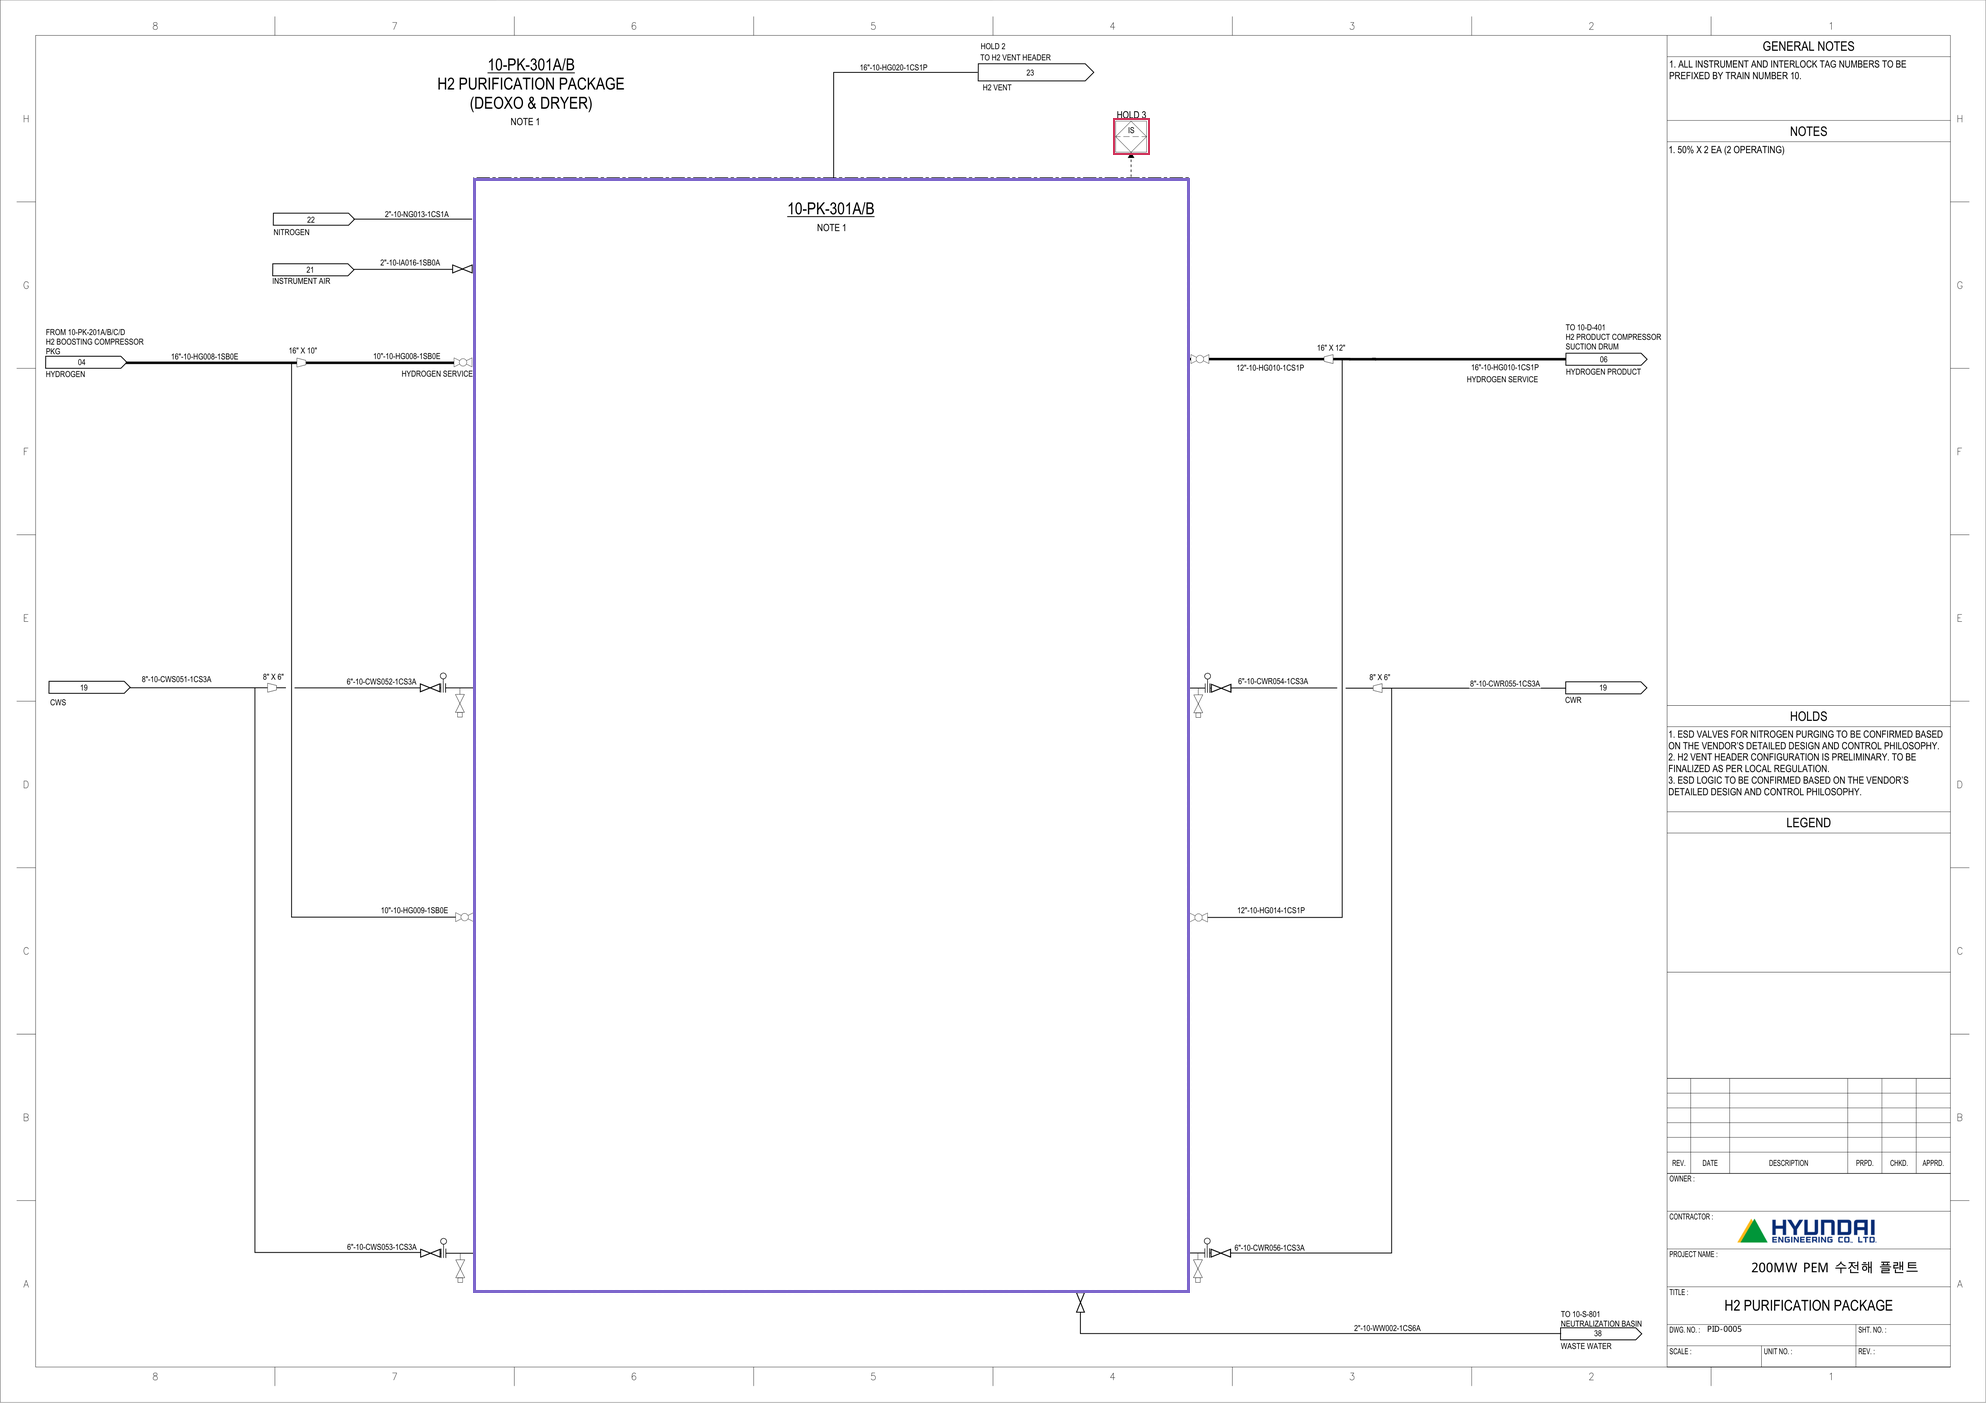 8 7 6 5 4 3 2 1
H
G
F
E
D
C
B
A
10-PK-301A/B
H2 PURIFICATION PACKAGE
(DEOXO & DRYER)
NOTE 1
HOLD 2
TO H2 VENT HEADER
16"-10-HG020-1CS1P
23
H2 VENT
HOLD 3
IS
10-PK-301A/B
NOTE 1
2"-10-NG013-1CS1A
22
NITROGEN
2"-10-IA016-1SB0A
21
INSTRUMENT AIR
FROM 10-PK-201A/B/C/D
H2 BOOSTING COMPRESSOR
PKG
04
HYDROGEN
16"-10-HG008-1SB0E
16" X 10"
10"-10-HG008-1SB0E
HYDROGEN SERVICE
16" X 12"
12"-10-HG010-1CS1P
16"-10-HG010-1CS1P
HYDROGEN SERVICE
TO 10-D-401
H2 PRODUCT COMPRESSOR
SUCTION DRUM
06
HYDROGEN PRODUCT
19
CWS
8"-10-CWS051-1CS3A
8" X 6"
6"-10-CWS052-1CS3A
6"-10-CWR054-1CS3A
8" X 6"
8"-10-CWR055-1CS3A
19
CWR
10"-10-HG009-1SB0E
12"-10-HG014-1CS1P
6"-10-CWS053-1CS3A
6"-10-CWR056-1CS3A
2"-10-WW002-1CS6A
TO 10-S-801
NEUTRALIZATION BASIN
38
WASTE WATER
GENERAL NOTES
1. ALL INSTRUMENT AND INTERLOCK TAG NUMBERS TO BE
PREFIXED BY TRAIN NUMBER 10.
NOTES
1. 50% X 2 EA (2 OPERATING)
HOLDS
1. ESD VALVES FOR NITROGEN PURGING TO BE CONFIRMED BASED
ON THE VENDOR'S DETAILED DESIGN AND CONTROL PHILOSOPHY.
2. H2 VENT HEADER CONFIGURATION IS PRELIMINARY. TO BE
FINALIZED AS PER LOCAL REGULATION.
3. ESD LOGIC TO BE CONFIRMED BASED ON THE VENDOR'S
DETAILED DESIGN AND CONTROL PHILOSOPHY.
LEGEND
REV. DATE DESCRIPTION PRPD. CHKD. APPRD.
OWNER :
CONTRACTOR :
HYUNDAI
ENGINEERING CO., LTD.
PROJECT NAME :
200MW PEM 수전해 플랜트
TITLE :
H2 PURIFICATION PACKAGE
DWG. NO. : PID-0005 SHT. NO. :
SCALE : UNIT NO. : REV. :
H
G
F
E
D
C
B
A
8 7 6 5 4 3 2 1